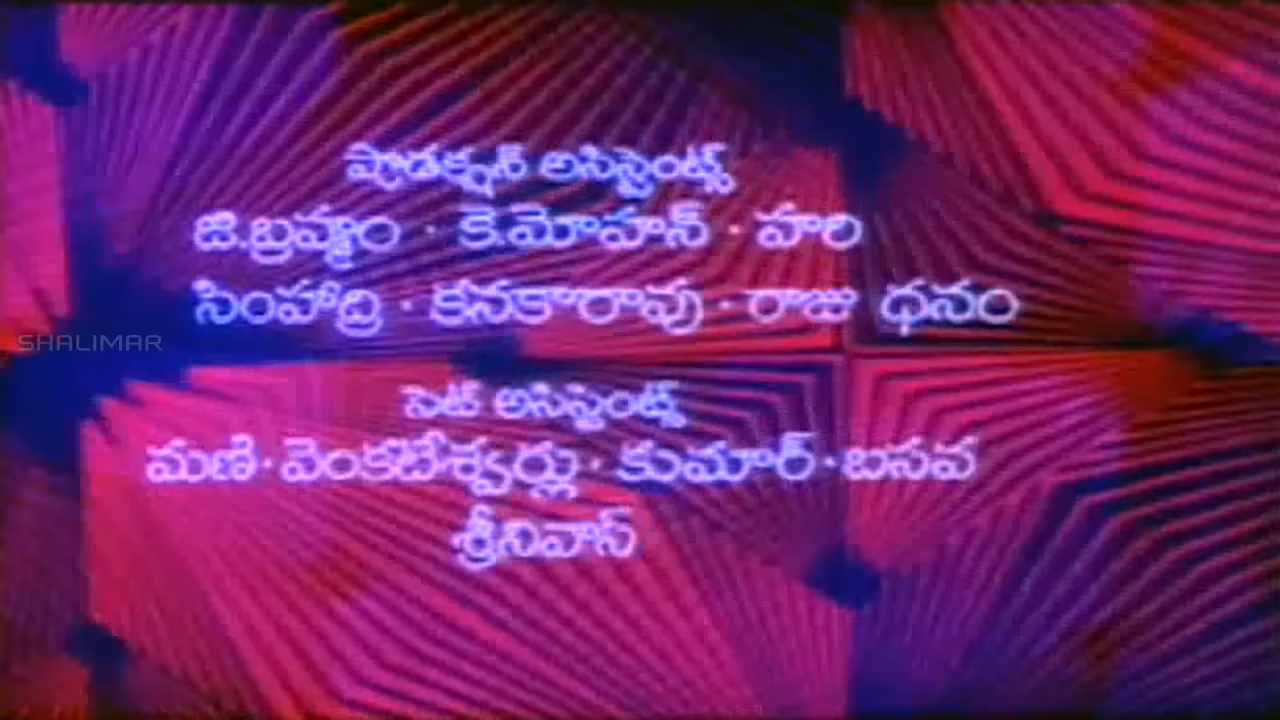 ప్రొడక్షన్ అసిస్టెంట్స్
జి.బ్రహ్మం · కె.మోహన్ · హరి
సింహాద్రి · కనకారావు · రాజు ధనం
SHALIMAR
సెట్ అసిస్టెంట్స్
మణి · వెంకటేశ్వర్లు · కుమార్ · బసవ
శ్రీనివాస్